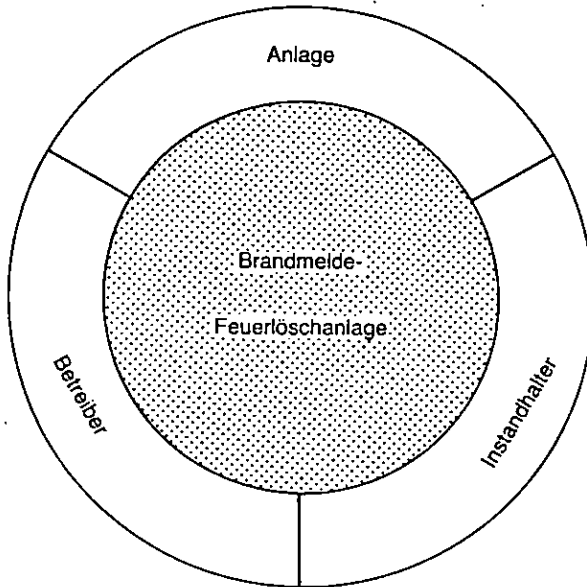 Anlage
Brandmelde-
Feuerlöschanlage
Betreiber
Instandhalter